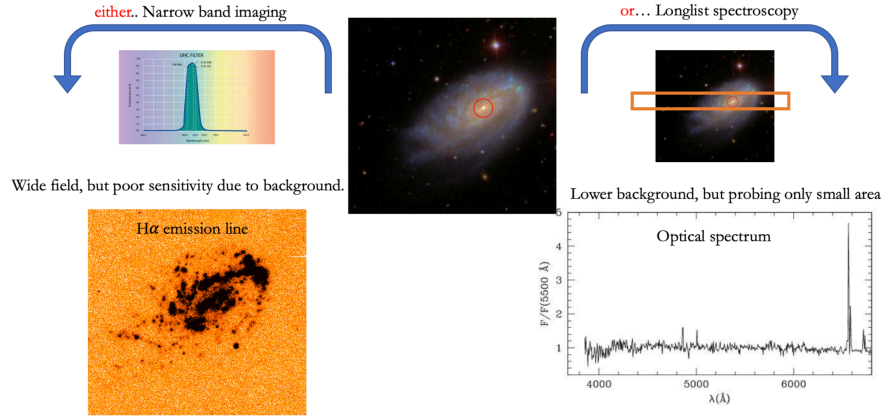 either.. Narrow band imaging
or… Longlist spectroscopy
UHC FILTER
Wide field, but poor sensitivity due to background.
Lower background, but probing only small area
Hα emission line
Optical spectrum
F/F(5500 Å)
5
4
3
2
1
4000
5000
6000
λ(Å)